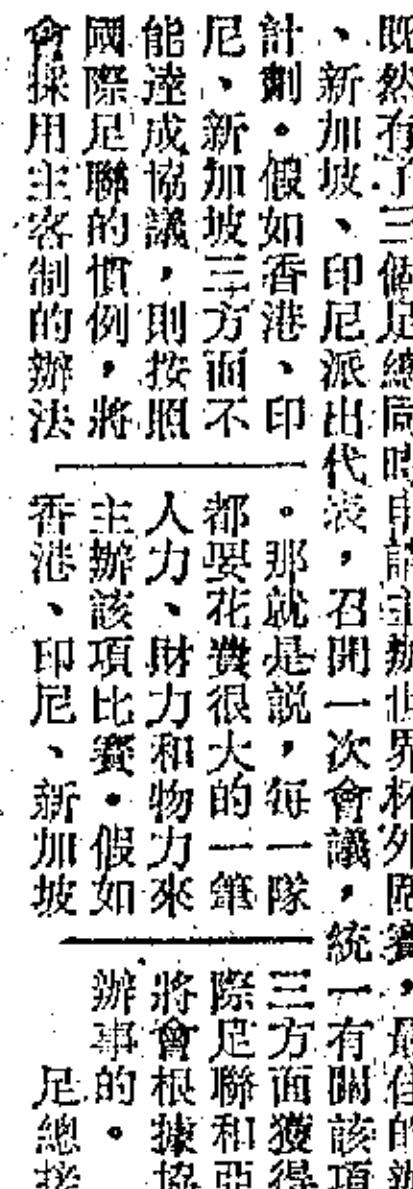 既然有了三個足總同時申請主辦世界杯外圍賽，最佳的辦
、新加坡、印尼派出代表，召開一次會議，統一有關該項
計劃。假如香港、印
尼、新加坡三方面不
能達成協議，則按照
國際足聯的慣例，將
會採用主客制的辦法
。那就是説，每一隊
都要花費很大的一筆
人力、財力和物力來
主辦該項比賽。假如
香港、印尼、新加坡
三方面獲得
際足聯和亞
將會根據協
辦事的。
足總接